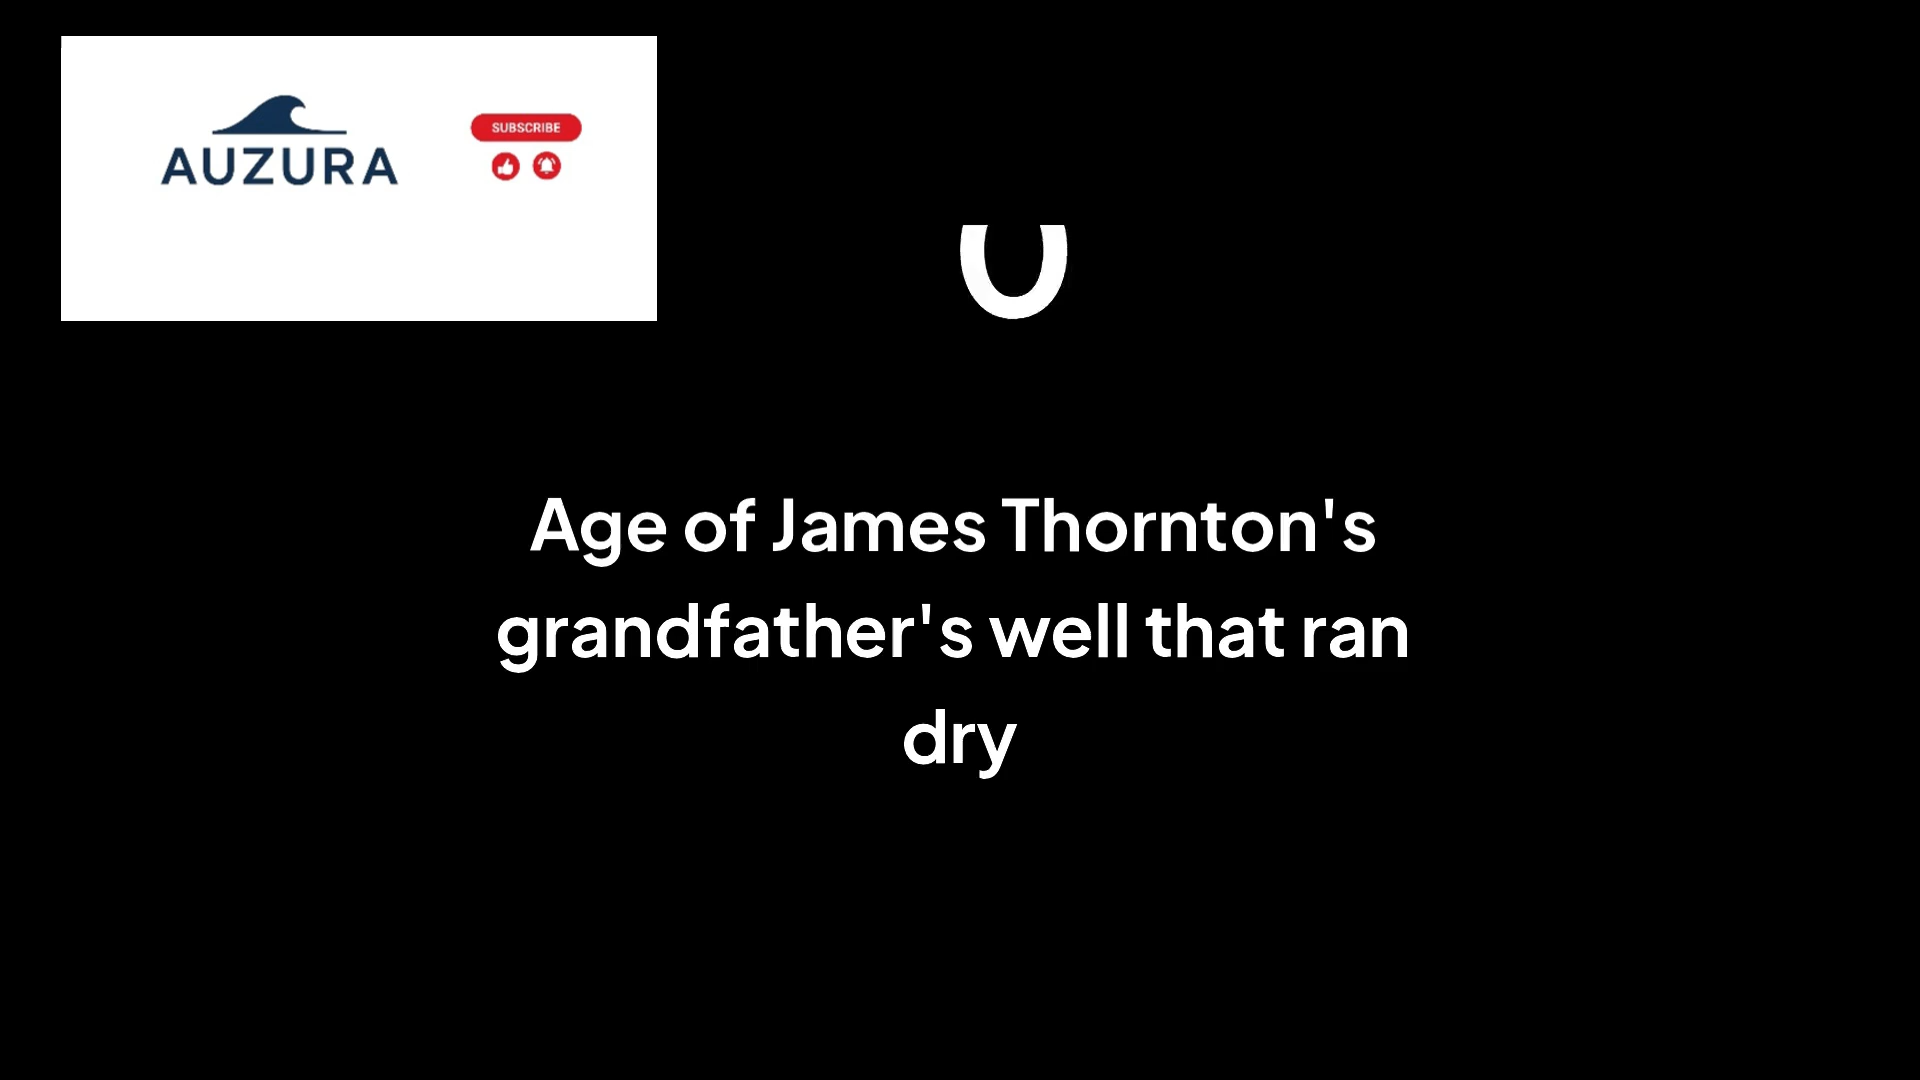 AUZURA
SUBSCRIBE
Age of James Thornton's
grandfather's well that ran
dry